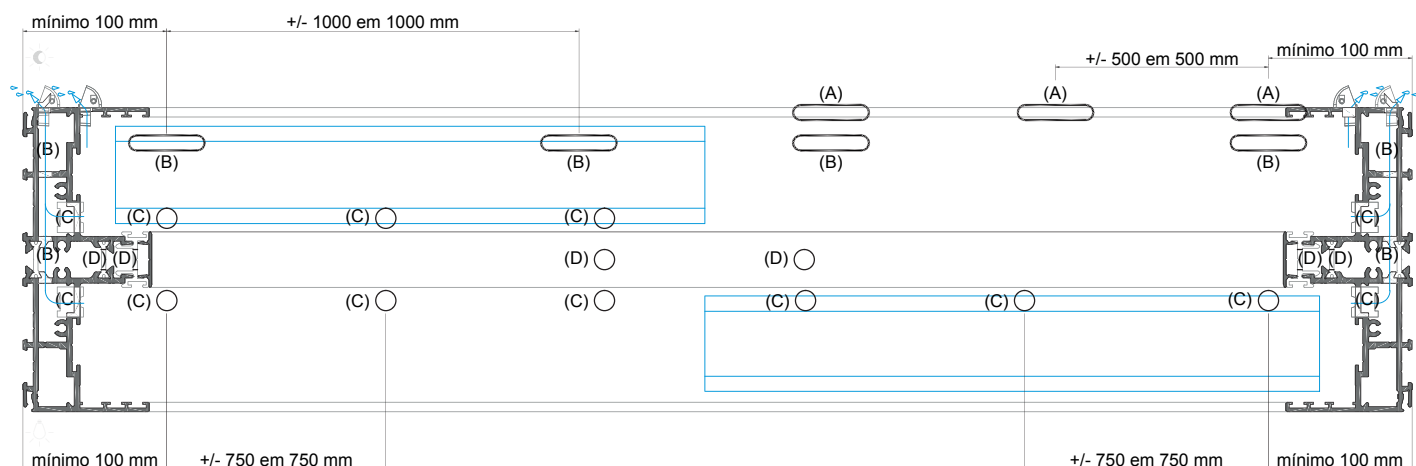 mínimo 100 mm
+/- 1000 em 1000 mm
+/- 500 em 500 mm
mínimo 100 mm
(A) (A) (A)
(B) (B) (B) (B) (B) (B)
(C (C) (C) (C) (C)
(B) (D) (D) (D) (D) (D) (D) (B)
(C (C) (C) (C) (C) (C) (C) (C)
mínimo 100 mm
+/- 750 em 750 mm
+/- 750 em 750 mm
mínimo 100 mm